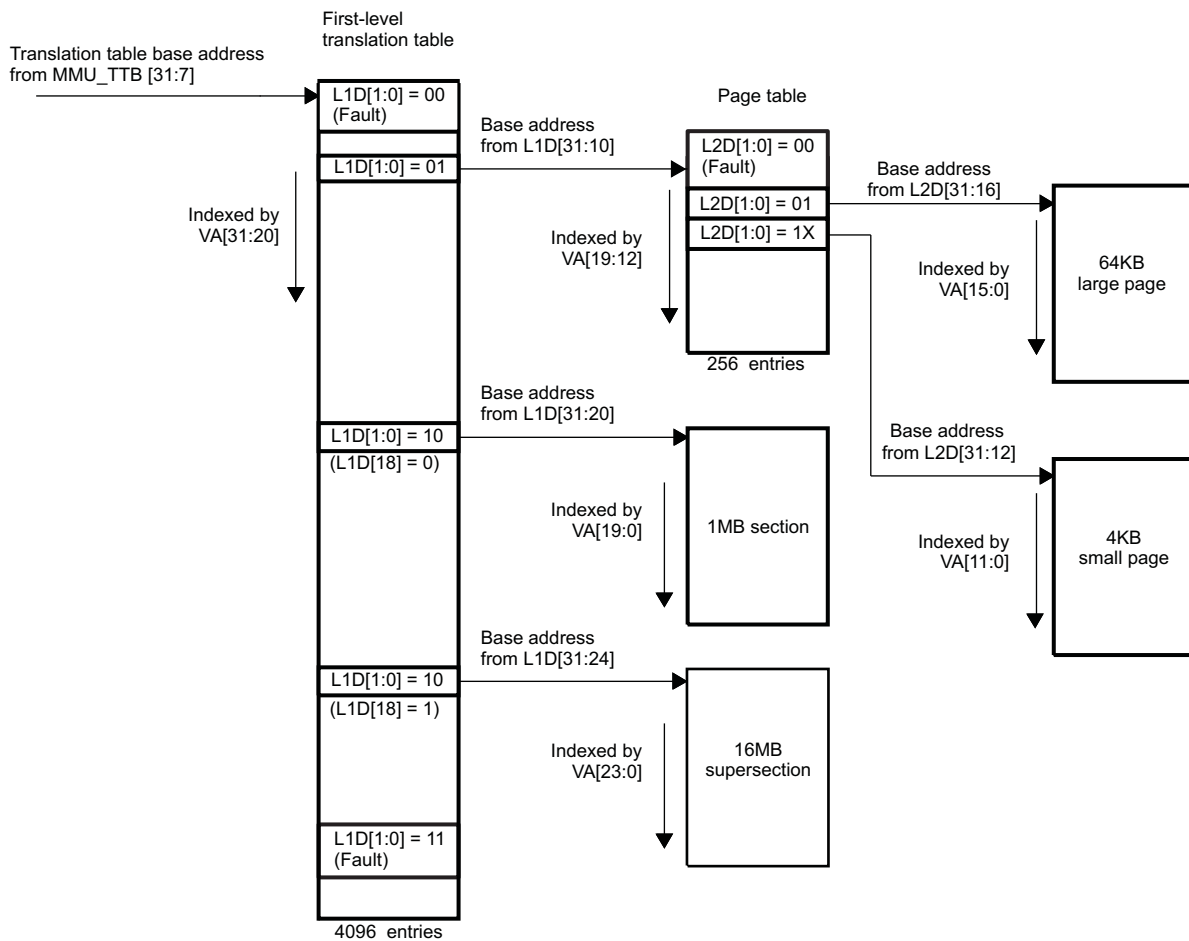 First-level
translation table
Translation table base address
from MMU_TTB [31:7]
L1D[1:0] = 00
(Fault)
Page table
Base address
from L1D[31:10]
L2D[1:0] = 00
(Fault)
L1D[1:0] = 01
Base address
from L2D[31:16]
L2D[1:0] = 01
Indexed by
VA[31:20]
L2D[1:0] = 1X
Indexed by
VA[19:12]
Indexed by
VA[15:0]
64KB
large page
256 entries
Base address
from L1D[31:20]
L1D[1:0] = 10
(L1D[18] = 0)
Base address
from L2D[31:12]
Indexed by
VA[19:0]
1MB section
Indexed by
VA[11:0]
4KB
small page
Base address
from L1D[31:24]
L1D[1:0] = 10
(L1D[18] = 1)
Indexed by
VA[23:0]
16MB
supersection
L1D[1:0] = 11
(Fault)
4096 entries